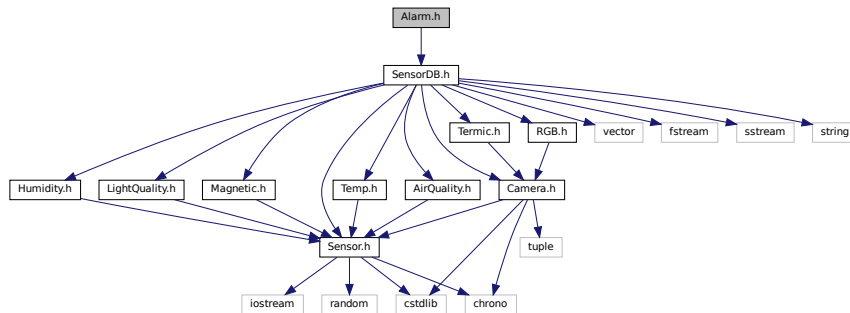 Alarm.h
SensorDB.h
Termic.h
RGB.h
vector
fstream
sstream
string
Humidity.h
LightQuality.h
Magnetic.h
Temp.h
AirQuality.h
Camera.h
Sensor.h
tuple
iostream
random
cstdlib
chrono